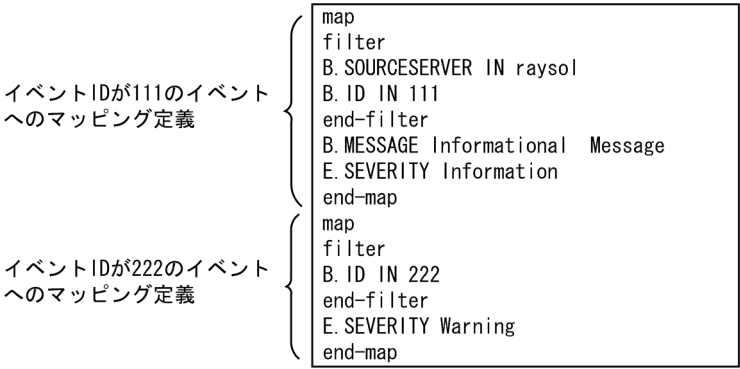 イベントIDが111のイベント
へのマッピング定義
map
filter
B.SOURCESERVER IN raysol
B.ID IN 111
end-filter
B.MESSAGE Informational  Message
E.SEVERITY Information
end-map
イベントIDが222のイベント
へのマッピング定義
map
filter
B.ID IN 222
end-filter
E.SEVERITY Warning
end-map